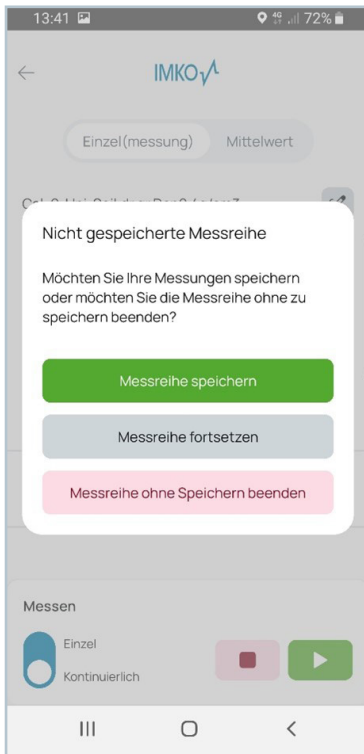 13:41
4G 72%
IMKO
Einzel(messung) Mittelwert
Nicht gespeicherte Messreihe
Möchten Sie Ihre Messungen speichern
oder möchten Sie die Messreihe ohne zu
speichern beenden?
Messreihe speichern
Messreihe fortsetzen
Messreihe ohne Speichern beenden
Messen
Einzel
Kontinuierlich